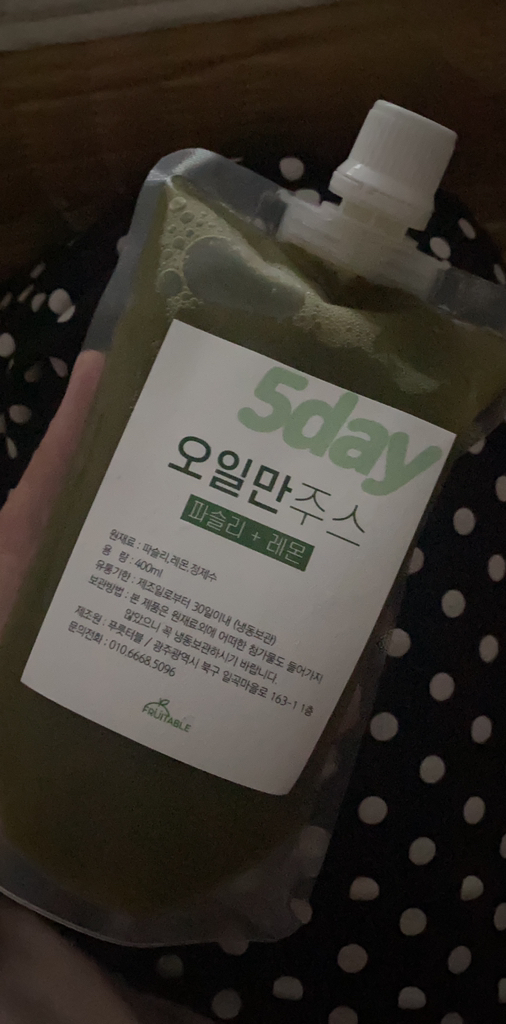 5day
오일만주스
파슬리 + 레몬
원재료 : 파슬리,레몬,정제수
용 량 : 400ml
유통기한 : 제조일로부터 30일이내 (냉동보관)
보관방법 : 본 제품은 원재료외에 어떠한 첨가물도 들어가지
않았으니 꼭 냉동보관하시기 바랍니다.
제조원 : 푸룻터블 / 광주광역시 북구 일곡마을로 163-1 1층
문의전화 : 010.6668.5096
FRUITABLE